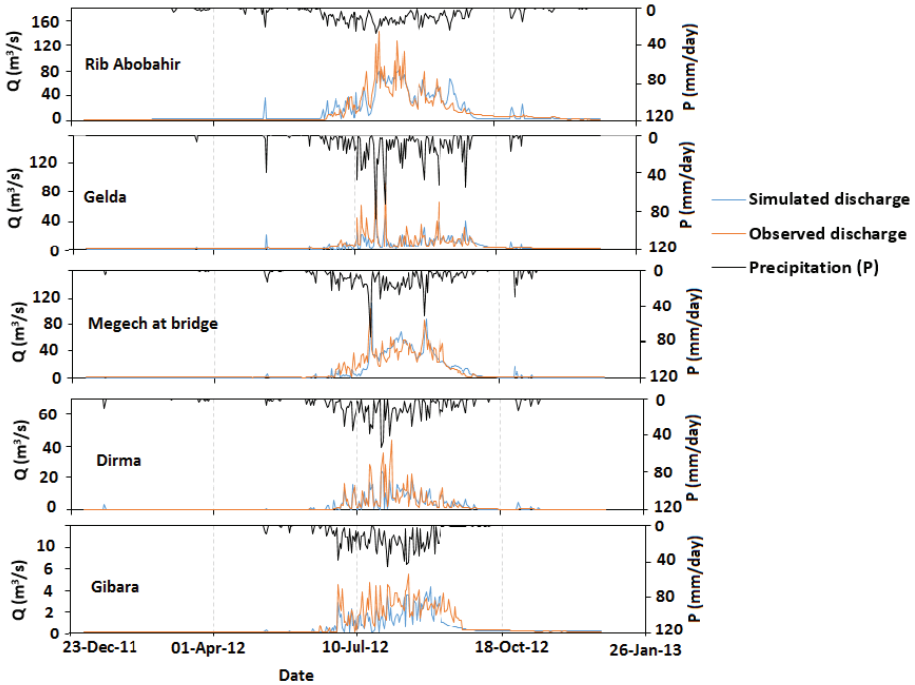 Q (m³/s)
160
120
80
40
0
Rib Abobahir
0
40
80
120
P (mm/day)
Q (m³/s)
120
80
40
0
Gelda
0
40
80
120
P (mm/day)
Simulated discharge
Observed discharge
Precipitation (P)
Q (m³/s)
120
80
40
0
Megech at bridge
0
40
80
120
P (mm/day)
Q (m³/s)
60
40
20
0
Dirma
0
40
80
120
P (mm/day)
Q (m³/s)
10
6
4
2
0
Gibara
0
40
80
120
P (mm/day)
23-Dec-11
01-Apr-12
10-Jul-12
18-Oct-12
26-Jan-13
Date